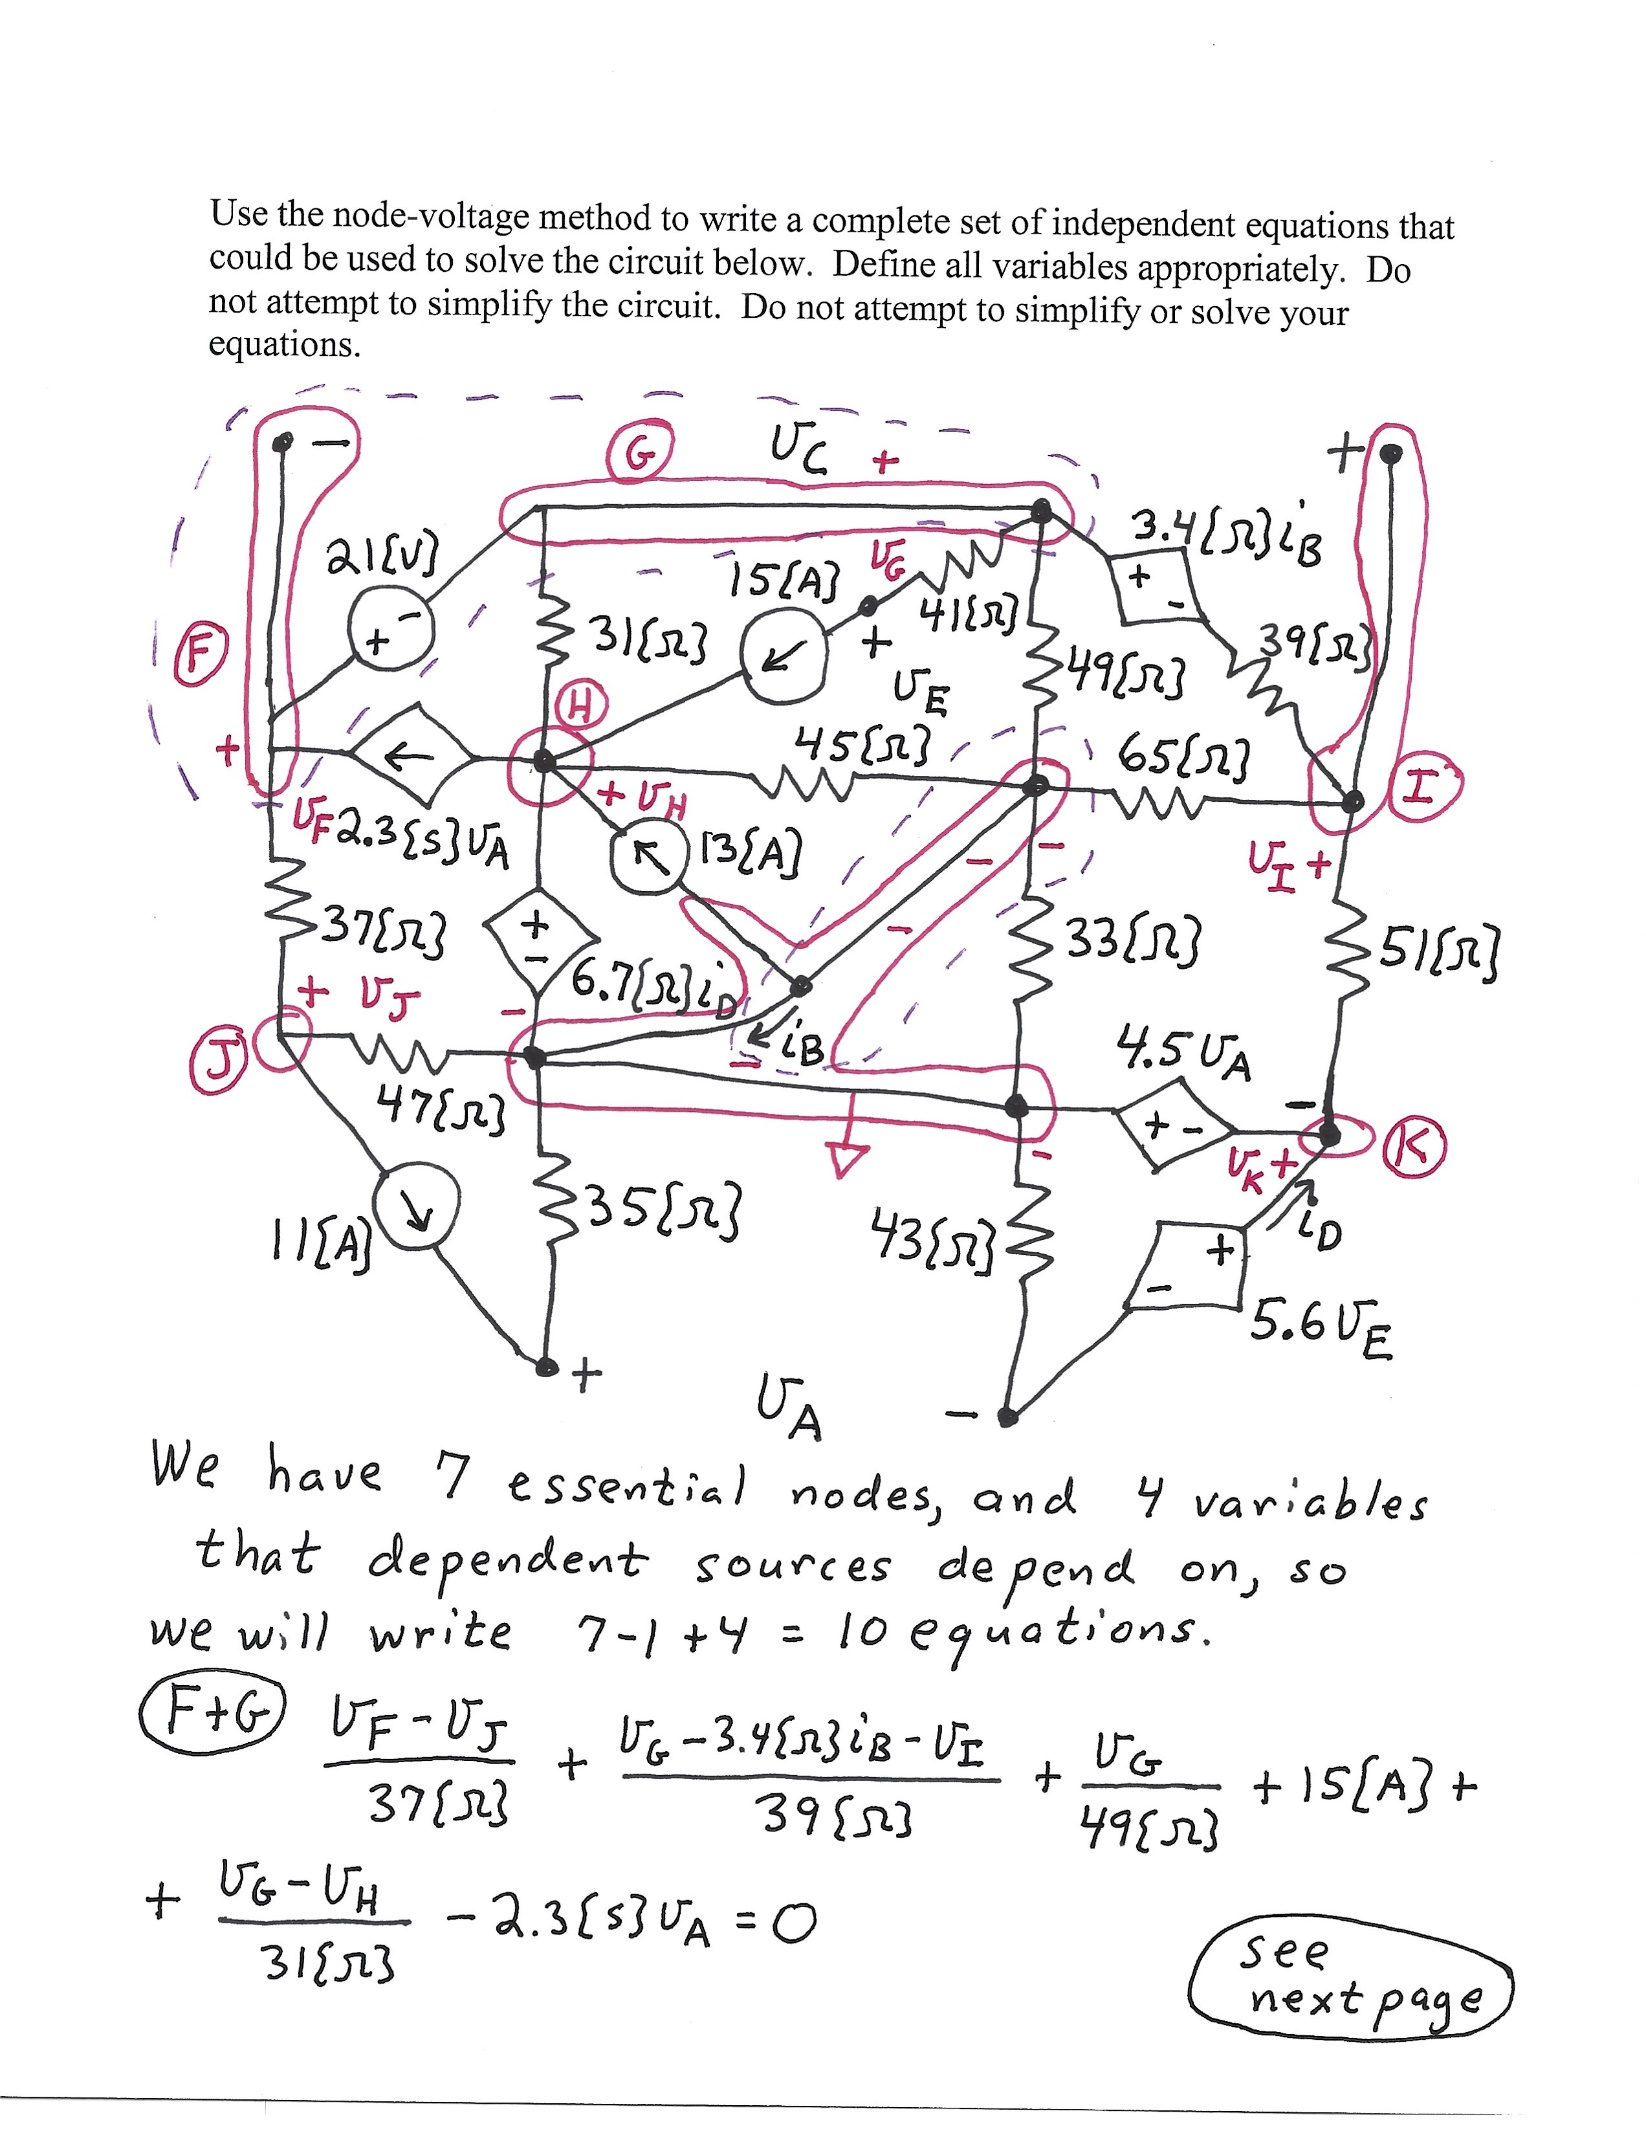 Use the node-voltage method to write a complete set of independent equations that
could be used to solve the circuit below. Define all variables appropriately. Do
not attempt to simplify the circuit. Do not attempt to simplify or solve your
equations.
−
G
v_C +
+
21[V]
3.4[Ω]i_B
+
−
15[A]
v_G
41[Ω]
F
− +
31[Ω]
+
v_E
49[Ω]
39[Ω]
H
+
45[Ω]
65[Ω]
I
v_F
2.3[S]v_A
+ v_H
13[A]
−
−
v_I +
37[Ω]
+
−
6.7[Ω]i_D
−
33[Ω]
51[Ω]
+ v_J
−
J
i_B
−
4.5v_A
+ −
−
47[Ω]
v_K +
K
−
11[A]
35[Ω]
43[Ω]
i_D
+
−
5.6v_E
+
v_A
−
We have 7 essential nodes, and 4 variables
that dependent sources depend on, so
we will write 7-1+4 = 10 equations.
F+G (v_F - v_J)/37[Ω] + (v_G - 3.4[Ω]i_B - v_I)/39[Ω] + v_G/49[Ω] + 15[A] +
+ (v_G - v_H)/31[Ω] - 2.3[S]v_A = 0
see
next page